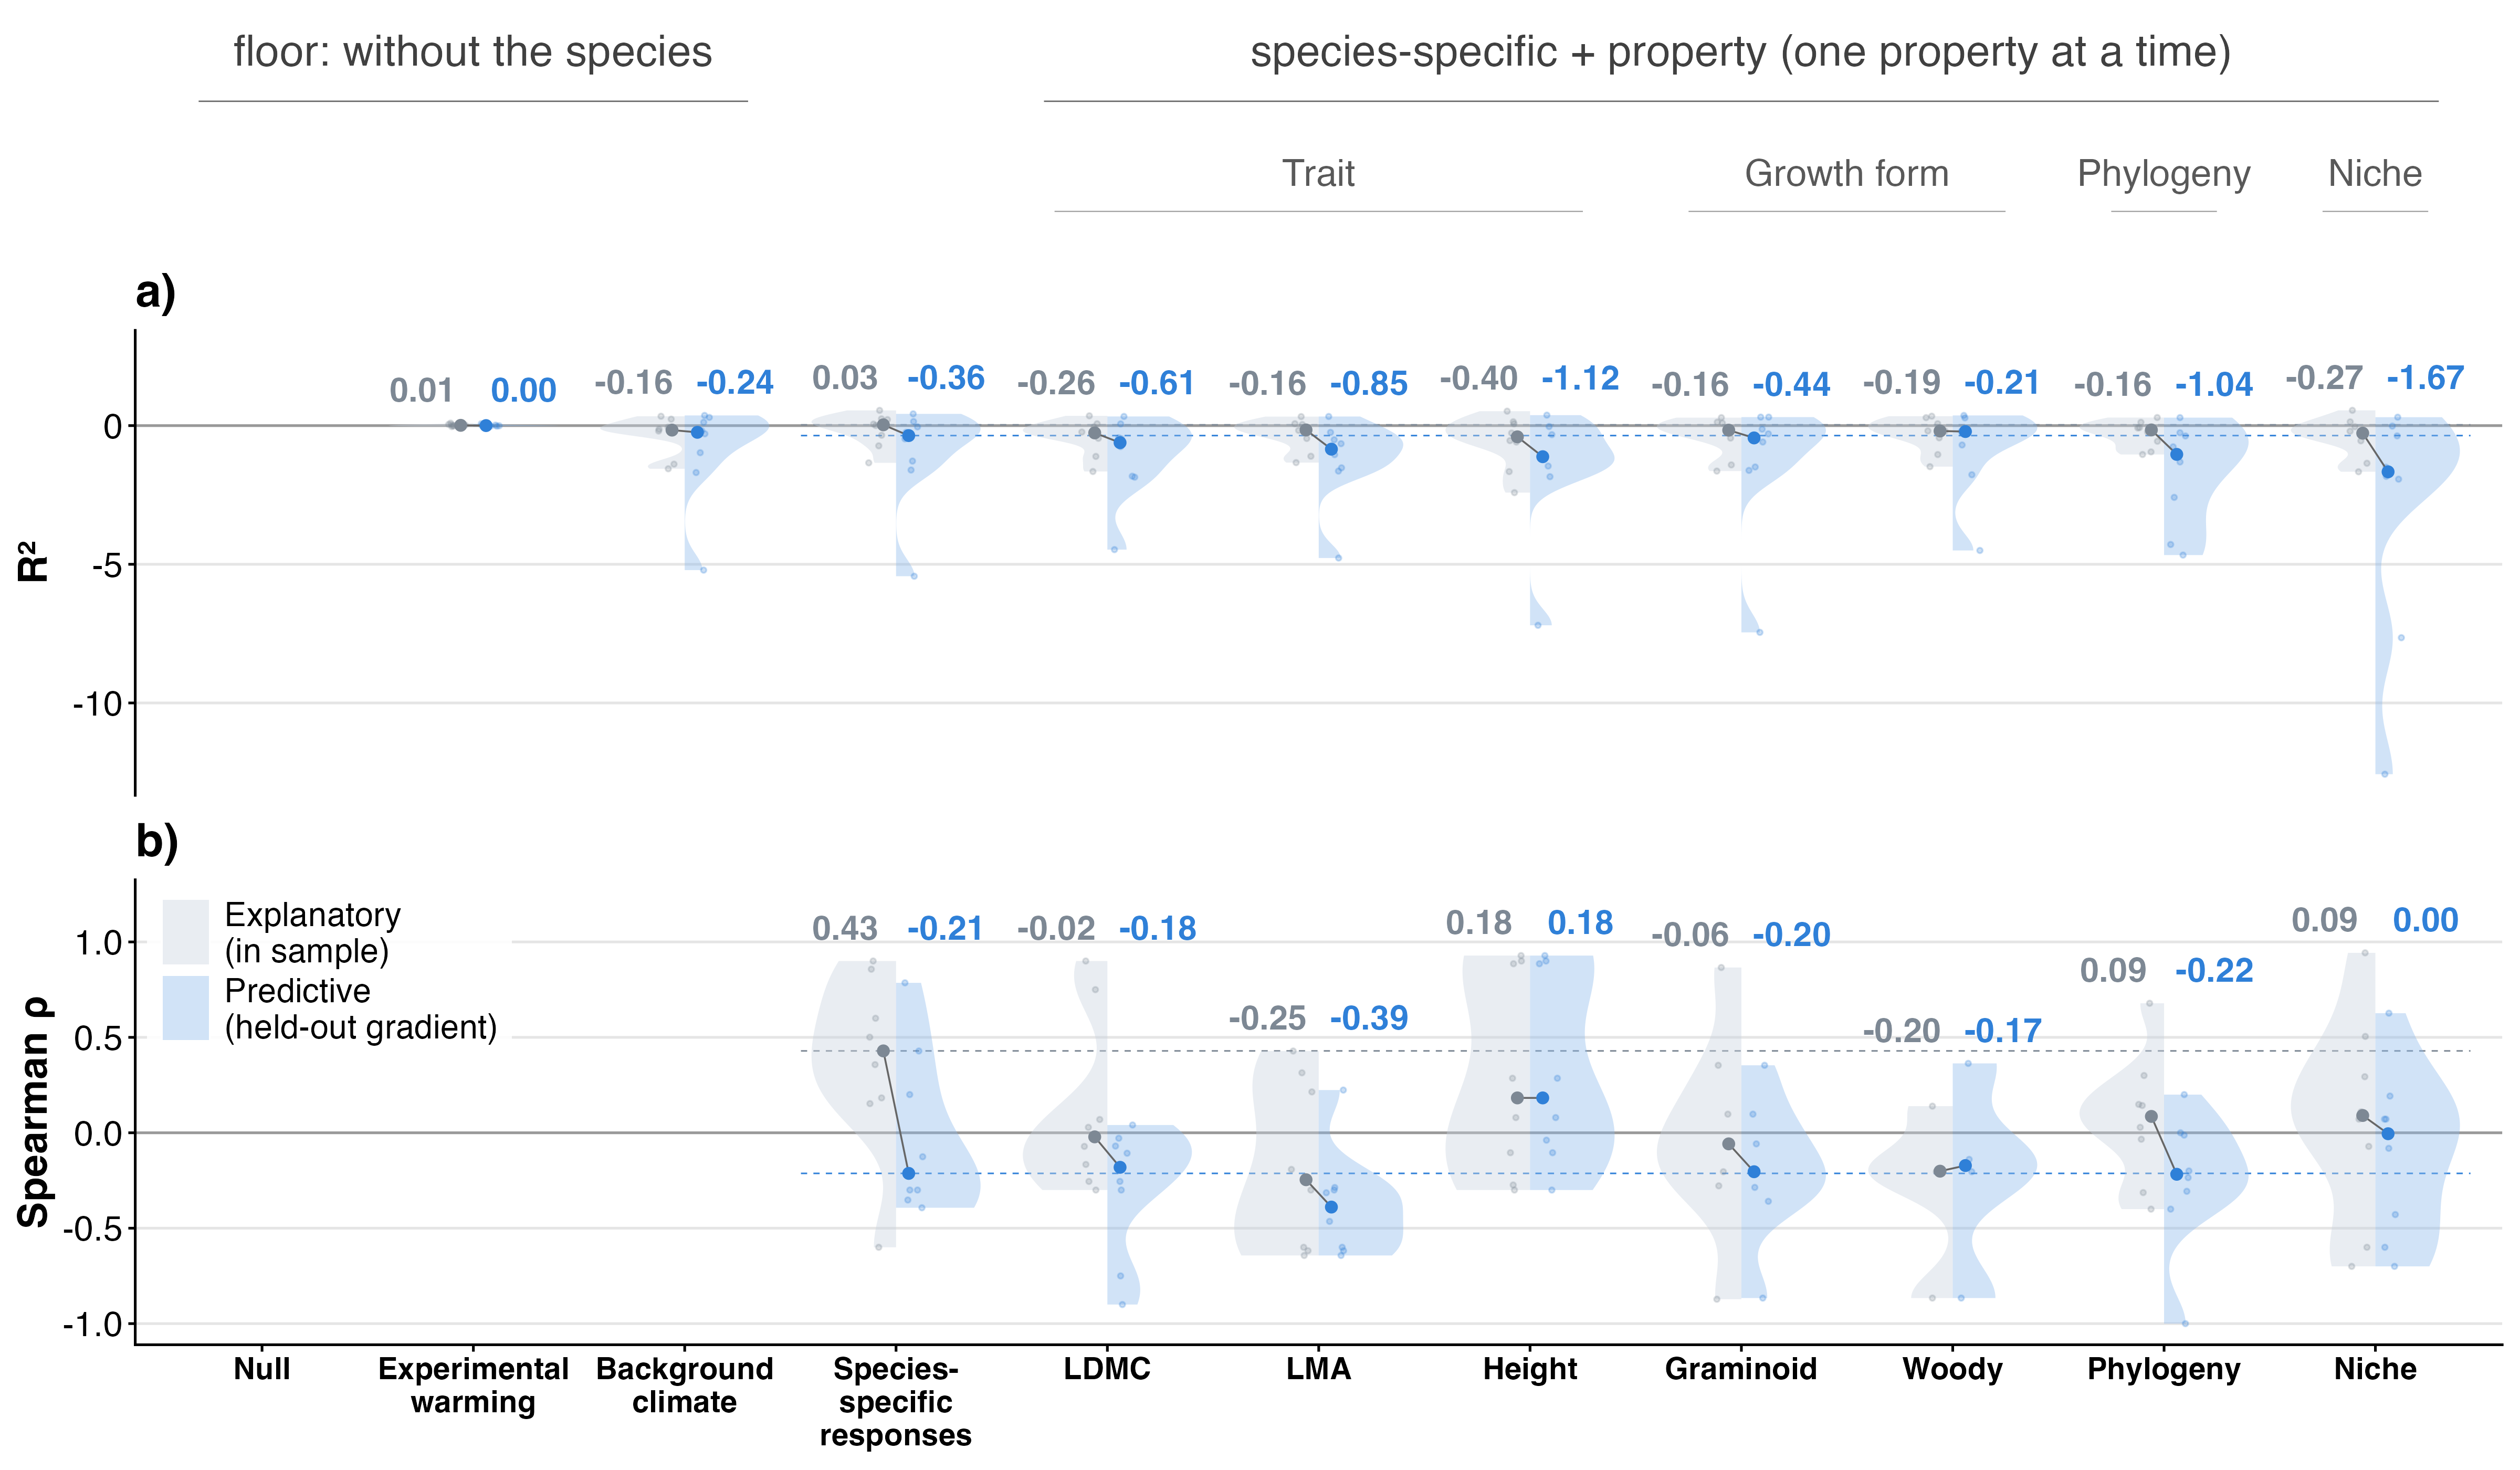 floor: without the species
species-specific + property (one property at a time)
Trait
Growth form
Phylogeny
Niche
a)
0.01 0.00 -0.16 -0.24 0.03 -0.36 -0.26 -0.61 -0.16 -0.85 -0.40 -1.12 -0.16 -0.44 -0.19 -0.21 -0.16 -1.04 -0.27 -1.67
0
-5
-10
R²
b)
Explanatory
(in sample)
Predictive
(held-out gradient)
0.43 -0.21 -0.02 -0.18 -0.25 -0.39 0.18 0.18 -0.06 -0.20 -0.20 -0.17 0.09 -0.22 0.09 0.00
1.0
0.5
0.0
-0.5
-1.0
Spearman ρ
Null
Experimental
warming
Background
climate
Species-
specific
responses
LDMC
LMA
Height
Graminoid
Woody
Phylogeny
Niche